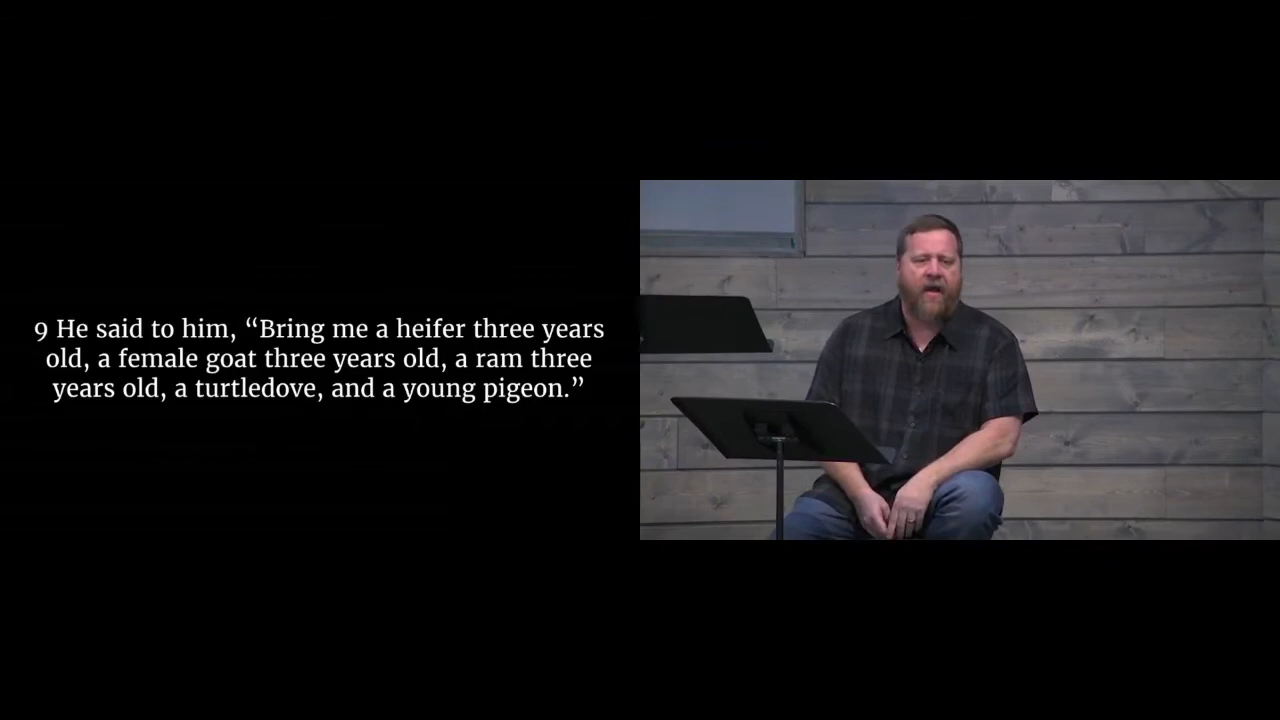 9 He said to him, “Bring me a heifer three years
old, a female goat three years old, a ram three
years old, a turtledove, and a young pigeon.”